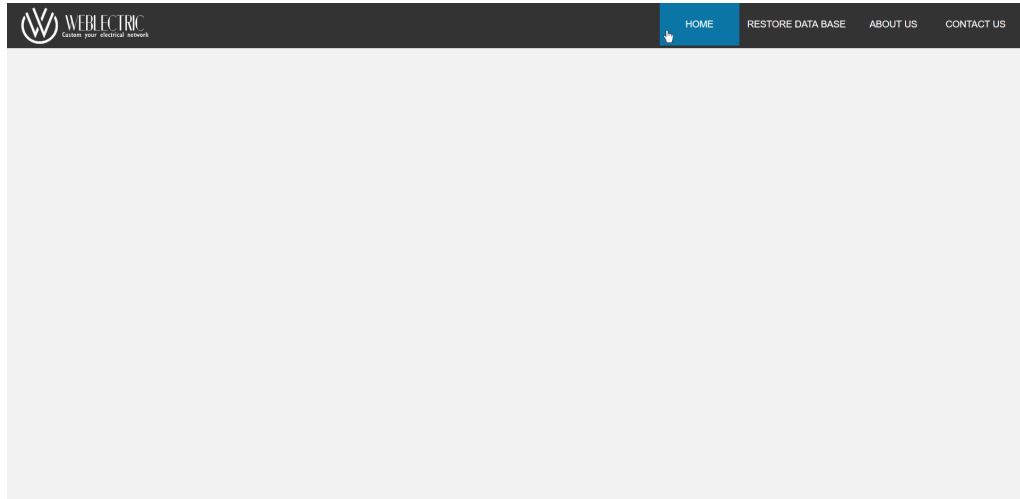 WEBLECTRIC
Custom your electrical network
HOME RESTORE DATA BASE ABOUT US CONTACT US